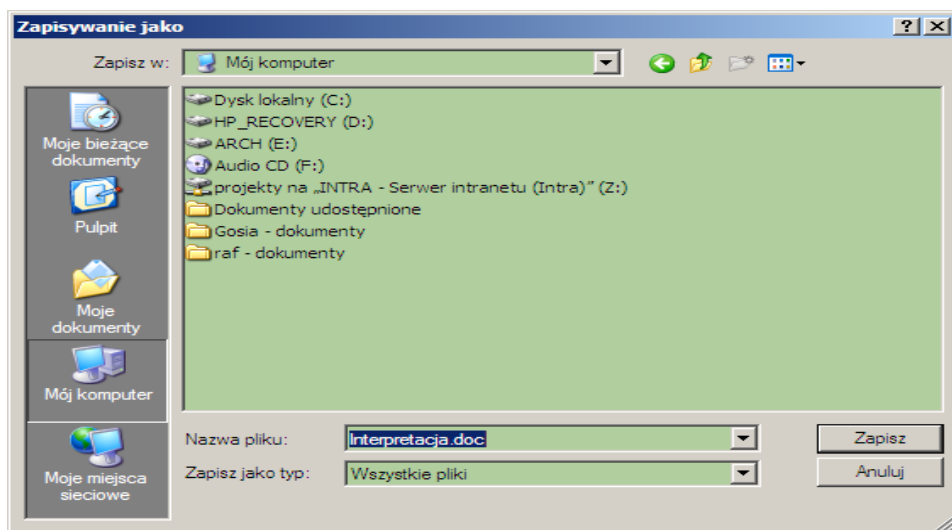 Zapisywanie jako
Zapisz w:
Mój komputer
Moje bieżące
dokumenty
Pulpit
Moje
dokumenty
Mój komputer
Moje miejsca
sieciowe
Dysk lokalny (C:)
HP_RECOVERY (D:)
ARCH (E:)
Audio CD (F:)
projekty na „INTRA - Serwer intranetu (Intra)” (Z:)
Dokumenty udostępnione
Gosia - dokumenty
raf - dokumenty
Nazwa pliku:
Interpretacja.doc
Zapisz
Zapisz jako typ:
Wszystkie pliki
Anuluj